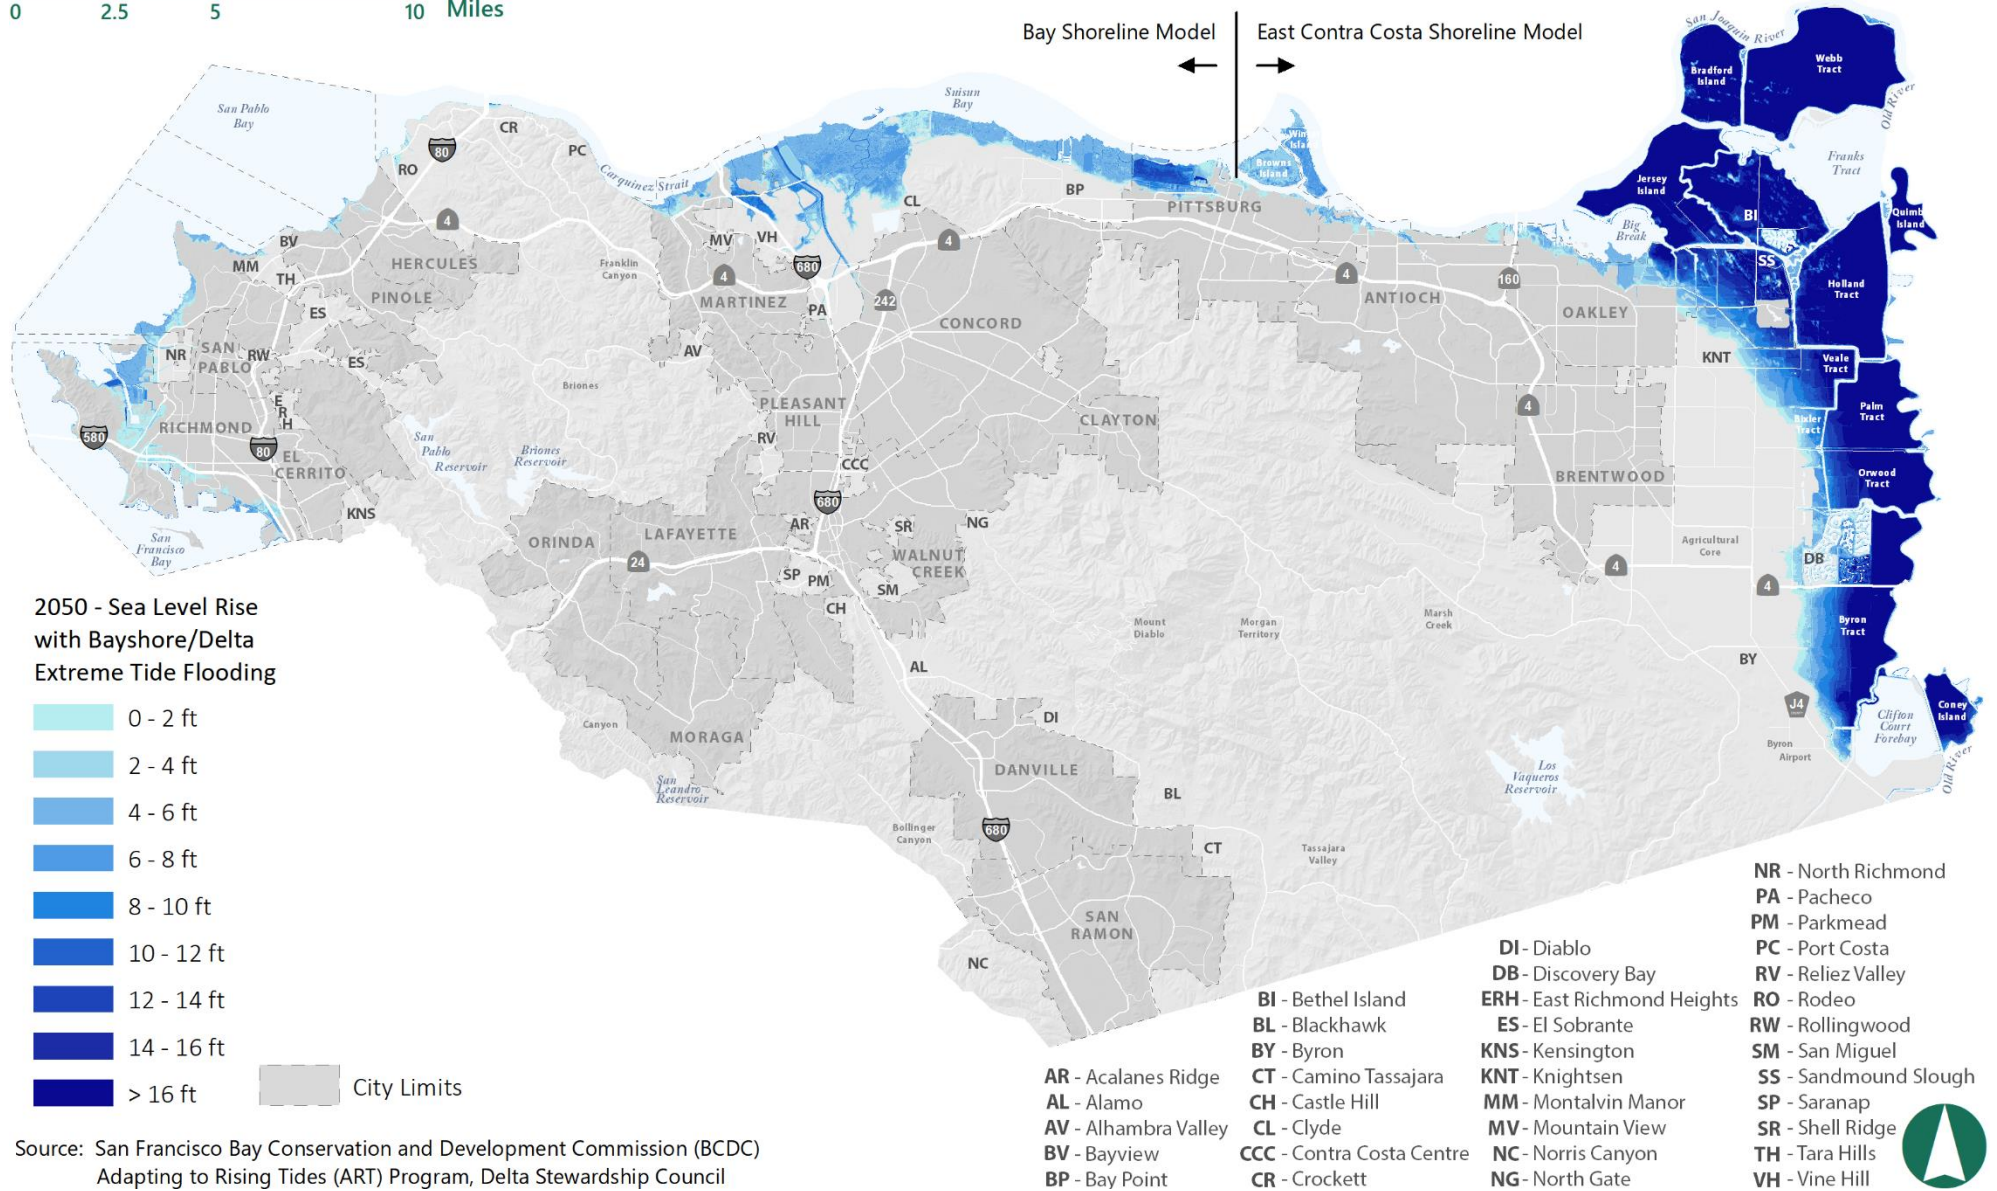 0 2.5 5 10 Miles
Bay Shoreline Model
East Contra Costa Shoreline Model
San Joaquin River
Webb
Tract
Bradford
Island
Old River
San Pablo
Bay
Suisun
Bay
CR
80
PC
RO
Carquinez Strait
Browns
Island
Franks
Tract
Jersey
Island
BI
Big
Break
SS
Holland
Tract
BP
PITTSBURG
CL
4
BV
MM
TH
HERCULES
PINOLE
ES
Franklin
Canyon
MV
VH
4
680
4
MARTINEZ
PA
242
CONCORD
4
ANTIOCH
160
OAKLEY
KNT
Veale
Tract
NR
SAN
PABLO
RW
ES
AV
Briones
E
R
H
RICHMOND
580
80
EL
CERRITO
KNS
San
Pablo
Reservoir
Briones
Reservoir
PLEASANT
HILL
RV
CCC
CLAYTON
4
Palm
Tract
Bixler
Tract
BRENTWOOD
Orwood
Tract
680
San
Francisco
Bay
ORINDA
LAFAYETTE
24
AR
SR
NG
WALNUT
CREEK
SP
PM
SM
CH
Agricultural
Core
DB
4
4
Byron
Tract
Mount
Diablo
Morgan
Territory
Marsh
Creek
BY
AL
J4
Clifton
Court
Forebay
Coney
Island
Old River
Byron
Airport
Canyon
MORAGA
San
Leandro
Reservoir
DI
DANVILLE
BL
Los
Vaqueros
Reservoir
Bollinger
Canyon
680
CT
Tassajara
Valley
SAN
RAMON
NC
2050 - Sea Level Rise
with Bayshore/Delta
Extreme Tide Flooding
0 - 2 ft
2 - 4 ft
4 - 6 ft
6 - 8 ft
8 - 10 ft
10 - 12 ft
12 - 14 ft
14 - 16 ft
> 16 ft
City Limits
AR - Acalanes Ridge
AL - Alamo
AV - Alhambra Valley
BV - Bayview
BP - Bay Point
BI - Bethel Island
BL - Blackhawk
BY - Byron
CT - Camino Tassajara
CH - Castle Hill
CL - Clyde
CCC - Contra Costa Centre
CR - Crockett
DI - Diablo
DB - Discovery Bay
ERH - East Richmond Heights
ES - El Sobrante
KNS - Kensington
KNT - Knightsen
MM - Montalvin Manor
MV - Mountain View
NC - Norris Canyon
NG - North Gate
NR - North Richmond
PA - Pacheco
PM - Parkmead
PC - Port Costa
RV - Reliez Valley
RO - Rodeo
RW - Rollingwood
SM - San Miguel
SS - Sandmound Slough
SP - Saranap
SR - Shell Ridge
TH - Tara Hills
VH - Vine Hill
Source: San Francisco Bay Conservation and Development Commission (BCDC)
Adapting to Rising Tides (ART) Program, Delta Stewardship Council